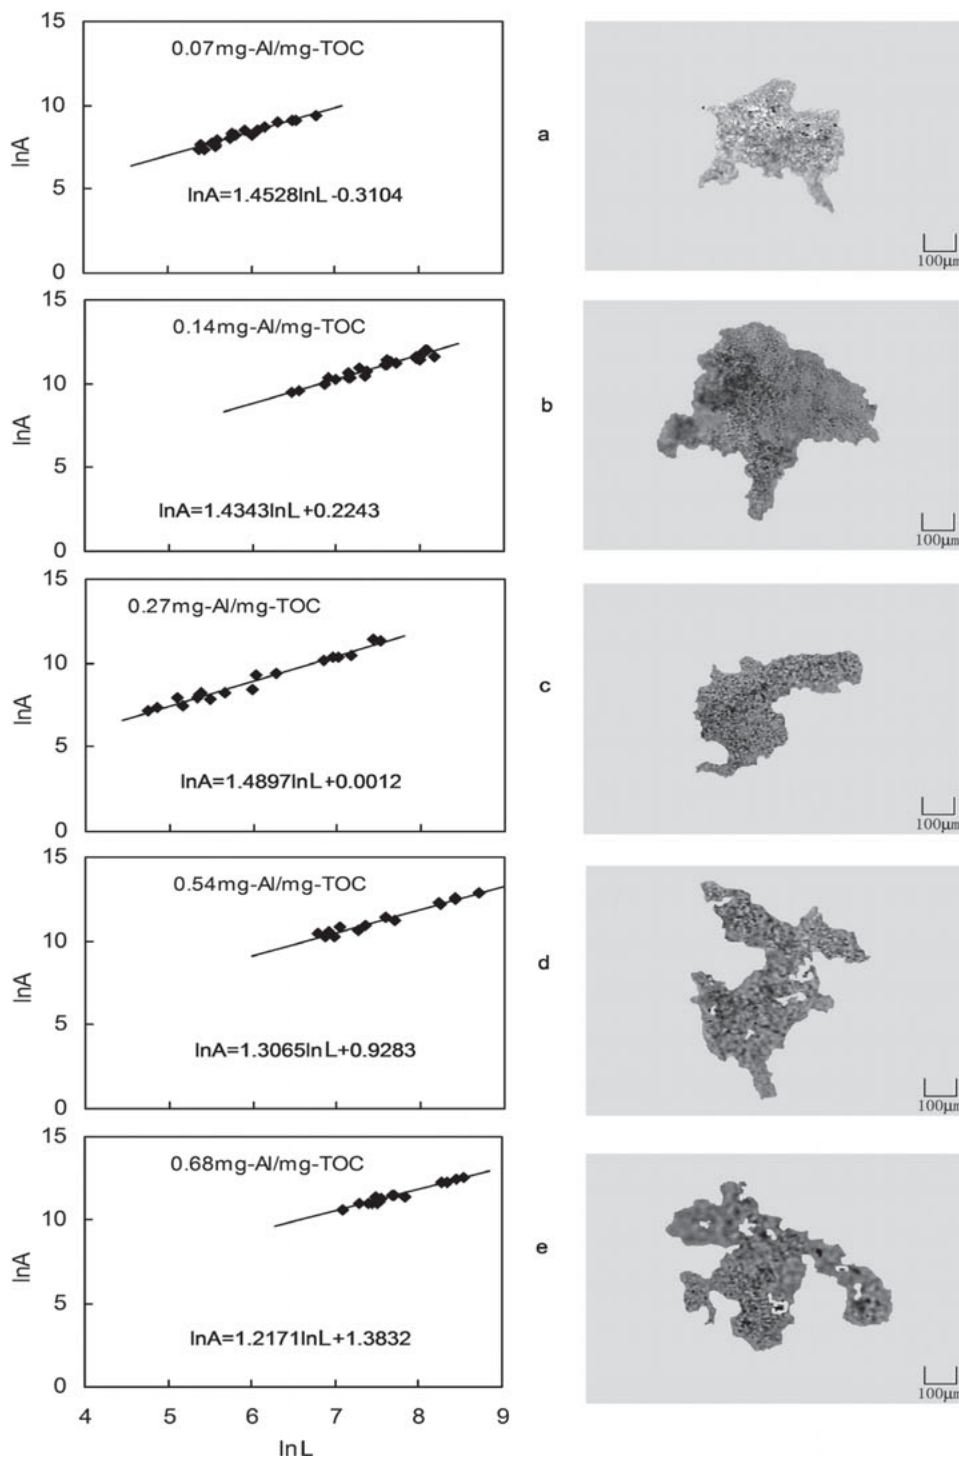 15
0.07mg-Al/mg-TOC
10
lnA
a
5
lnA=1.4528lnL-0.3104
0
100μm
15
0.14mg-Al/mg-TOC
10
lnA
b
5
lnA=1.4343lnL+0.2243
0
100μm
15
0.27mg-Al/mg-TOC
10
lnA
c
5
lnA=1.4897lnL+0.0012
0
100μm
15
0.54mg-Al/mg-TOC
10
lnA
d
5
lnA=1.3065lnL+0.9283
0
100μm
15
0.68mg-Al/mg-TOC
10
lnA
e
5
lnA=1.2171lnL+1.3832
0
100μm
4 5 6 7 8 9
lnL